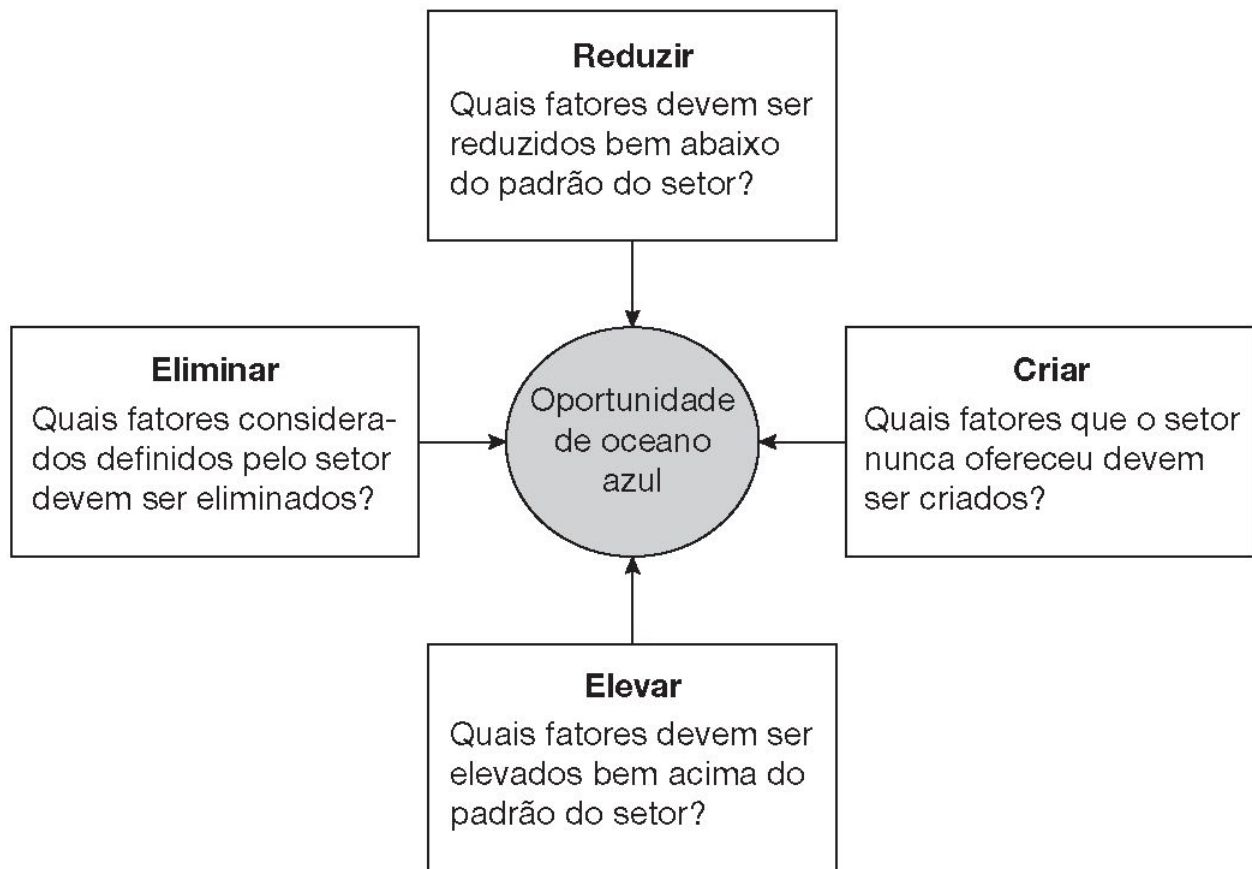 Reduzir
Quais fatores devem ser
reduzidos bem abaixo
do padrão do setor?
Eliminar
Quais fatores considera-
dos definidos pelo setor
devem ser eliminados?
Oportunidade
de oceano
azul
Criar
Quais fatores que o setor
nunca ofereceu devem
ser criados?
Elevar
Quais fatores devem ser
elevados bem acima do
padrão do setor?